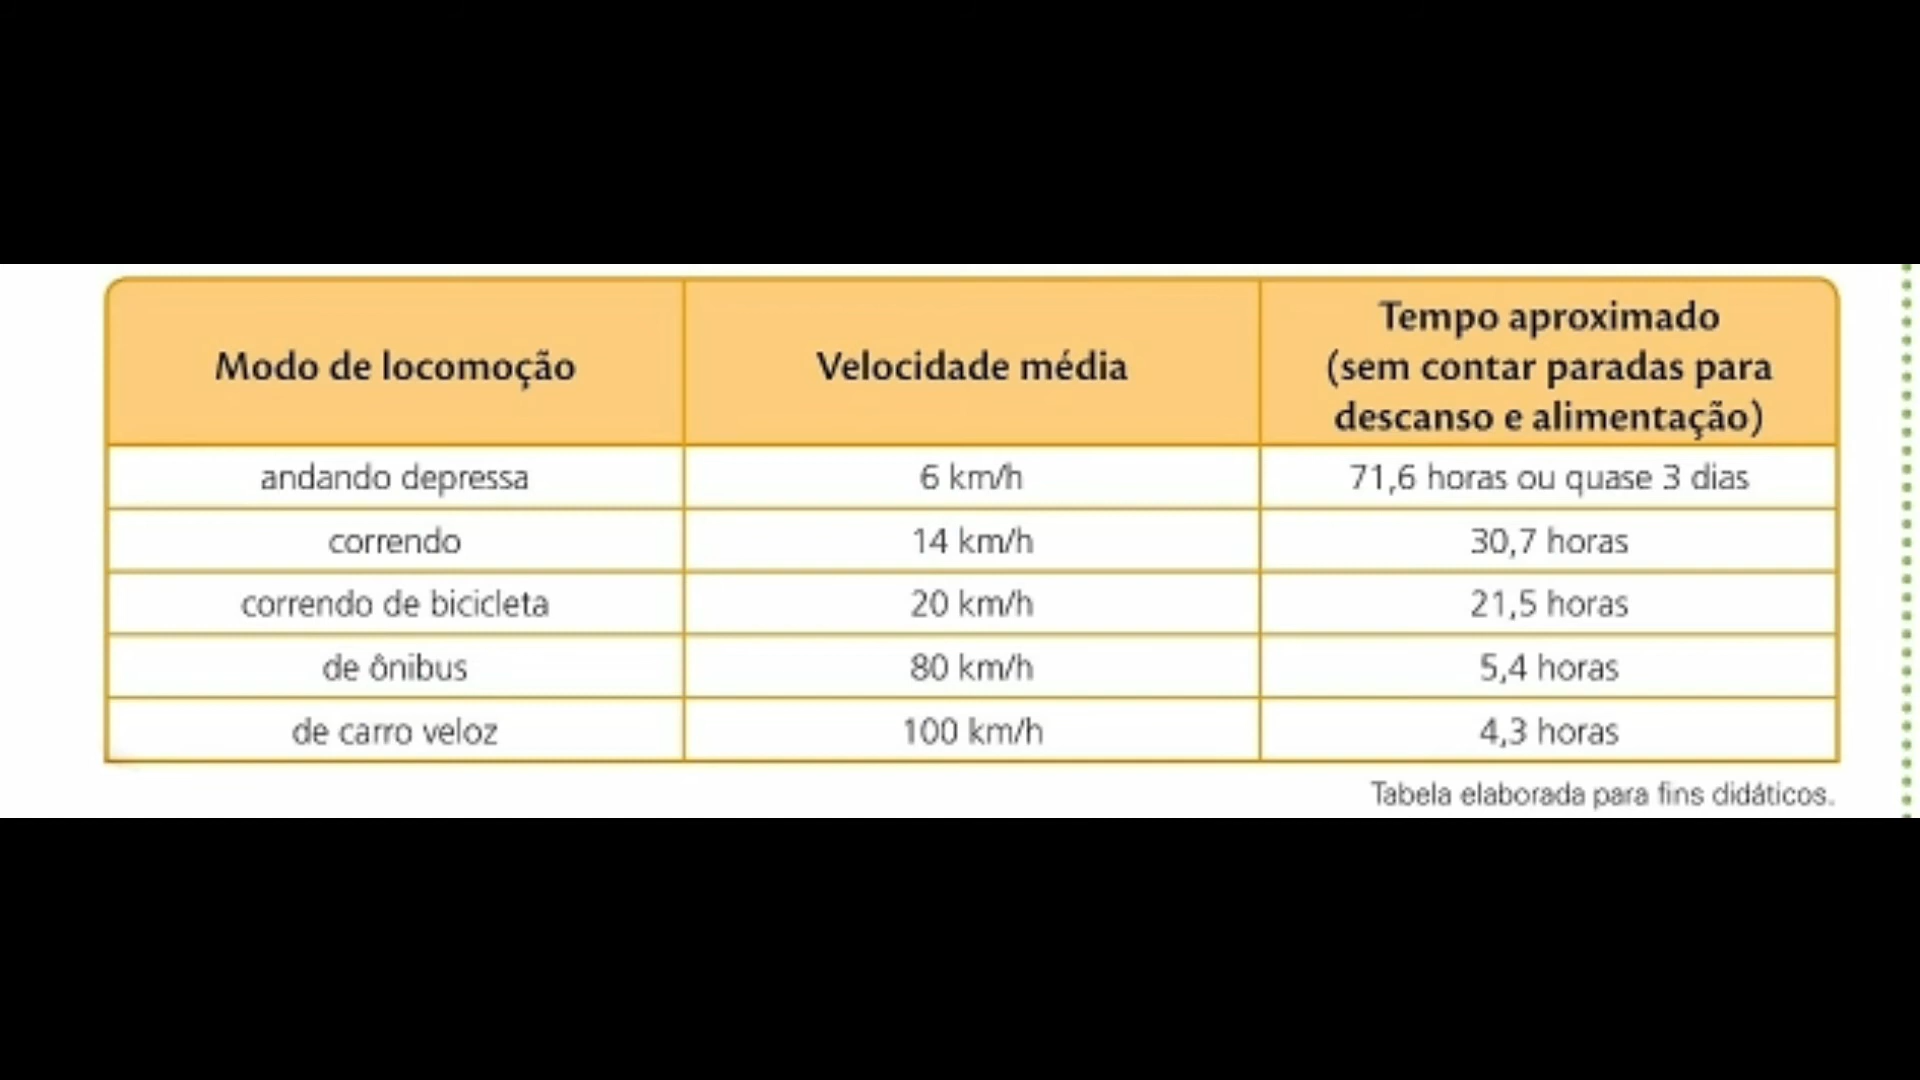 Modo de locomoção
Velocidade média
Tempo aproximado
(sem contar paradas para
descanso e alimentação)
andando depressa
6 km/h
71,6 horas ou quase 3 dias
correndo
14 km/h
30,7 horas
correndo de bicicleta
20 km/h
21,5 horas
de ônibus
80 km/h
5,4 horas
de carro veloz
100 km/h
4,3 horas
Tabela elaborada para fins didáticos.